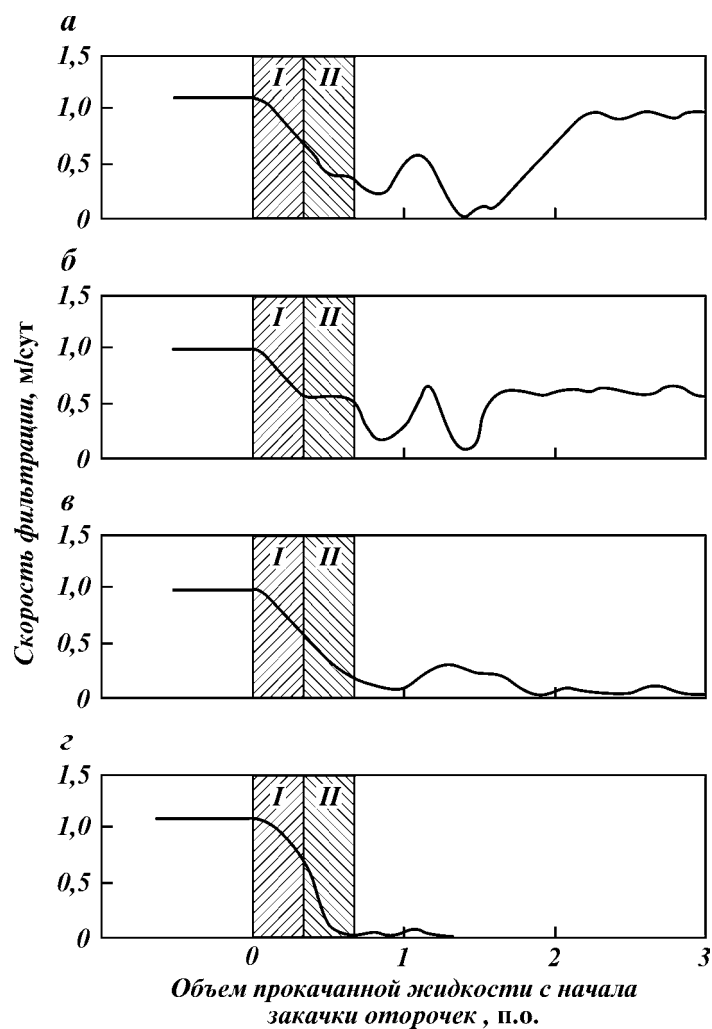 а
1,5
I II
1,0
0,5
0
б
1,5
I II
1,0
0,5
0
Скорость фильтрации, м/сут
в
1,5
I II
1,0
0,5
0
г
1,5
I II
1,0
0,5
0
0 1 2 3
Объем прокачанной жидкости с начала
закачки оторочек , п.о.